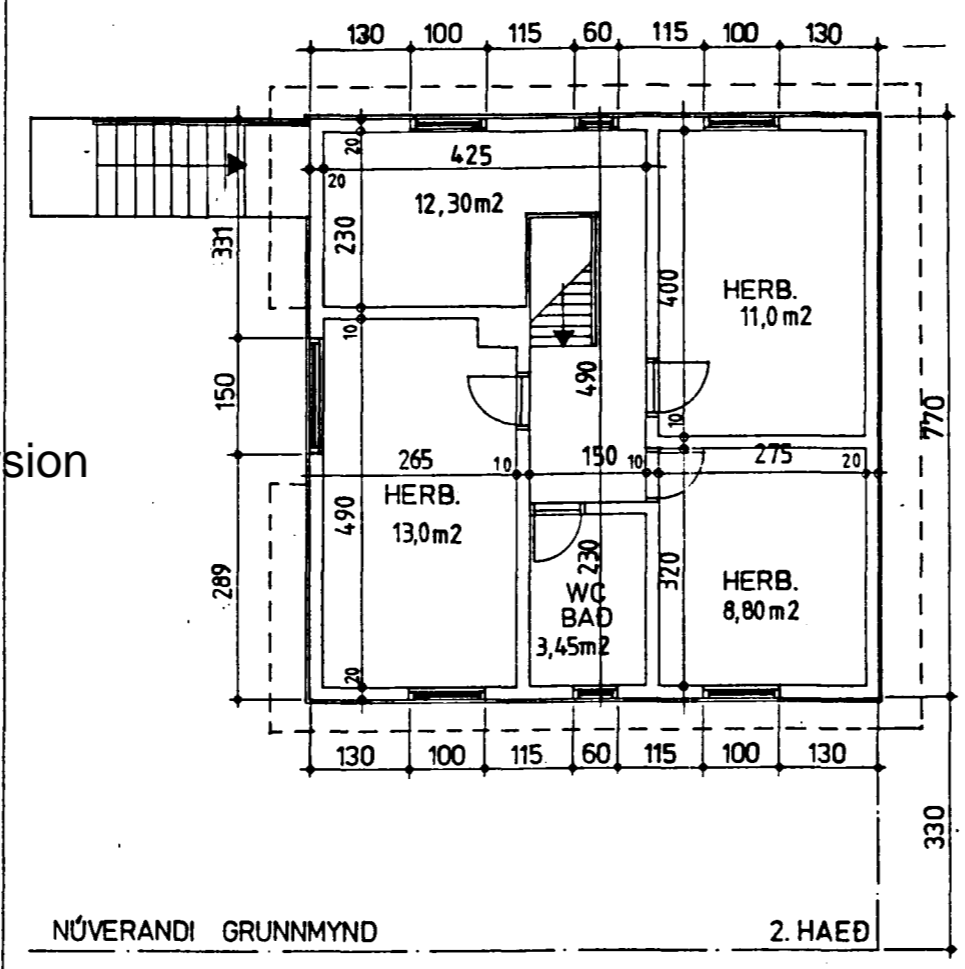 130 100 115 60 115 100 130
20 425
20
12,30m2
331 230 400
HERB.
11,0 m2
10
150 490 770
10
sion
265 10 150 10 275 20
HERB.
490 13,0m2
289 230 320
HERB.
WC 8,80m2
BAÐ
3,45m2
20
130 100 115 60 115 100 130
330
NÚVERANDI GRUNNMYND 2. HAEÐ